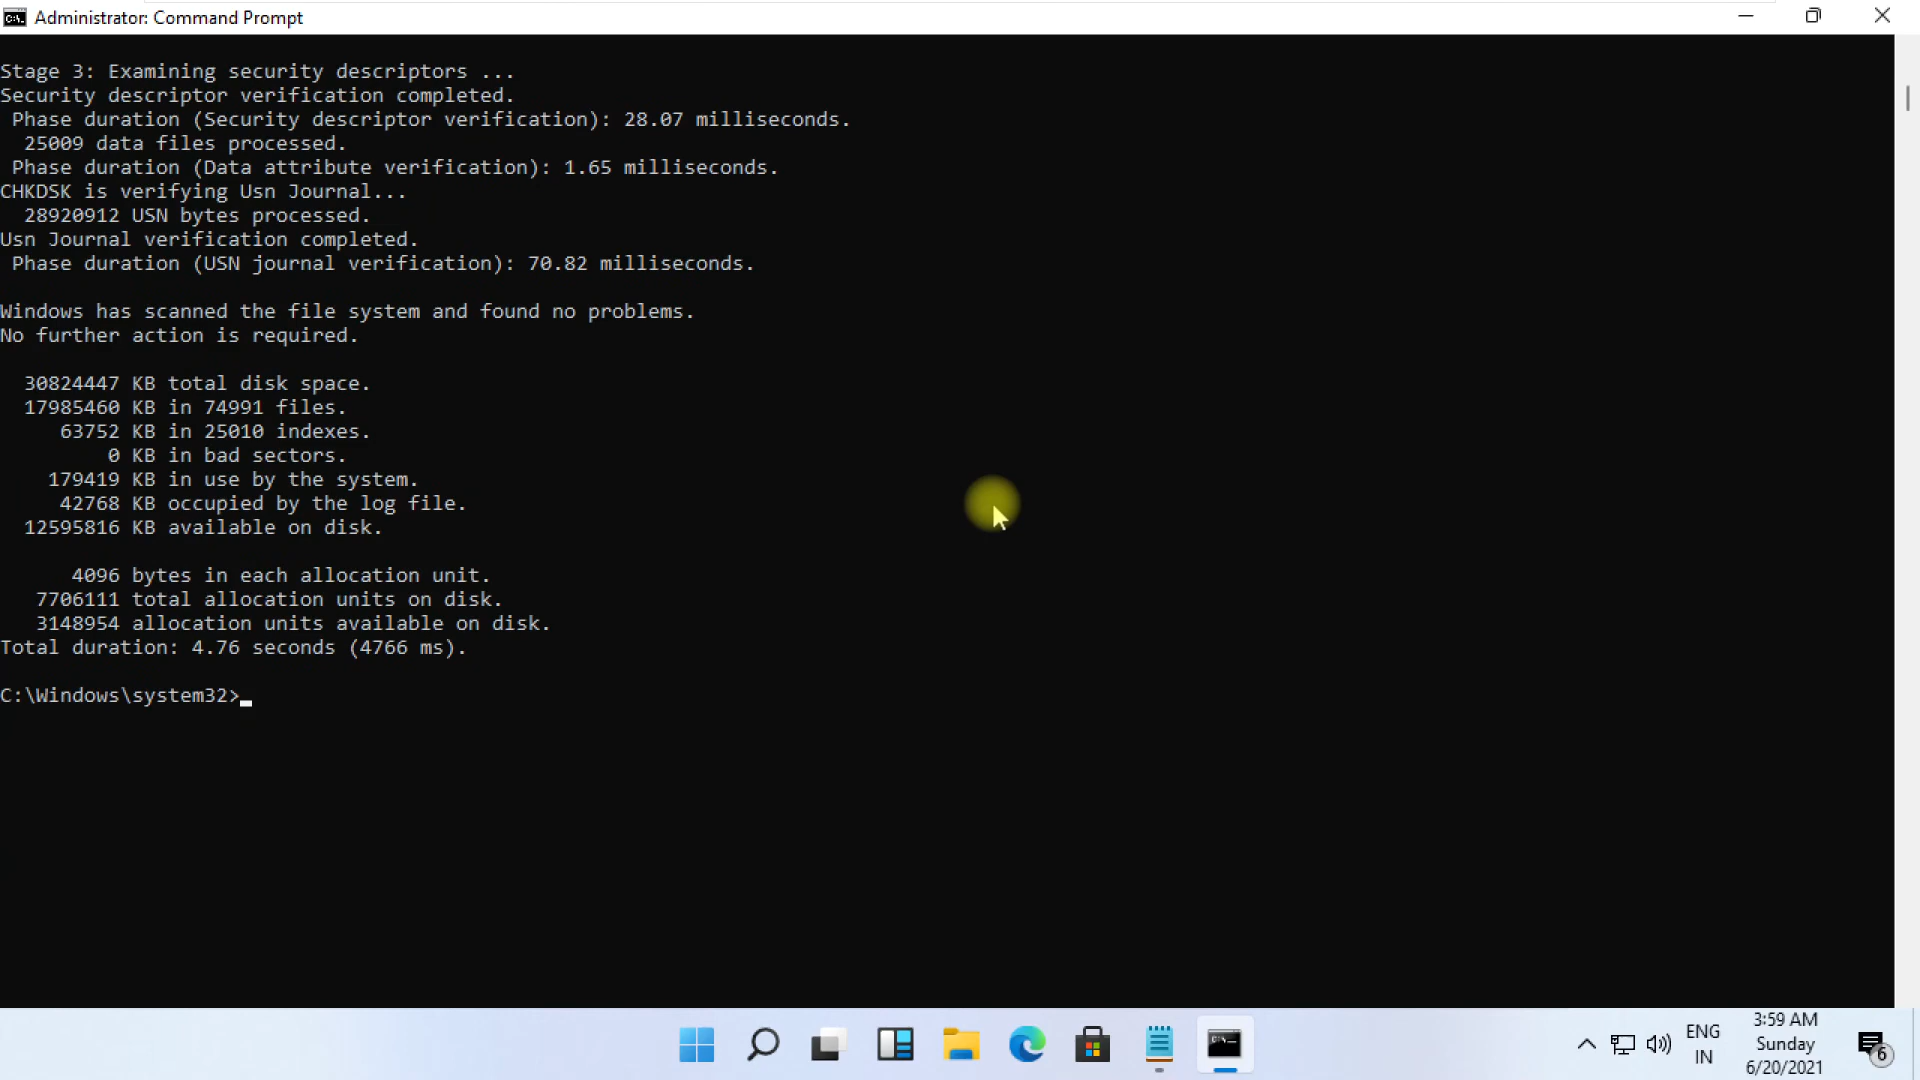 Administrator: Command Prompt
Stage 3: Examining security descriptors ...
Security descriptor verification completed.
Phase duration (Security descriptor verification): 28.07 milliseconds.
25009 data files processed.
Phase duration (Data attribute verification): 1.65 milliseconds.
CHKDSK is verifying Usn Journal...
28920912 USN bytes processed.
Usn Journal verification completed.
Phase duration (USN journal verification): 70.82 milliseconds.
Windows has scanned the file system and found no problems.
No further action is required.
30824447 KB total disk space.
17985460 KB in 74991 files.
63752 KB in 25010 indexes.
0 KB in bad sectors.
179419 KB in use by the system.
42768 KB occupied by the log file.
12595816 KB available on disk.
4096 bytes in each allocation unit.
7706111 total allocation units on disk.
3148954 allocation units available on disk.
Total duration: 4.76 seconds (4766 ms).
C:\Windows\system32>
ENG
IN
3:59 AM
Sunday
6/20/2021
6